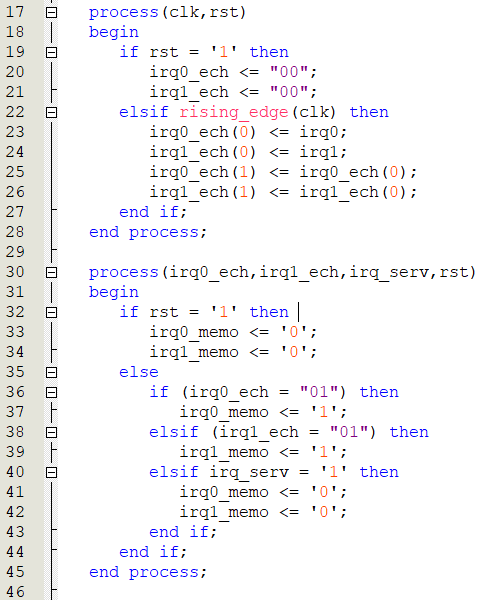 17 process(clk,rst)
18 begin
19 if rst = '1' then
20 irq0_ech <= "00";
21 irq1_ech <= "00";
22 elsif rising_edge(clk) then
23 irq0_ech(0) <= irq0;
24 irq1_ech(0) <= irq1;
25 irq0_ech(1) <= irq0_ech(0);
26 irq1_ech(1) <= irq1_ech(0);
27 end if;
28 end process;
29
30 process(irq0_ech,irq1_ech,irq_serv,rst)
31 begin
32 if rst = '1' then
33 irq0_memo <= '0';
34 irq1_memo <= '0';
35 else
36 if (irq0_ech = "01") then
37 irq0_memo <= '1';
38 elsif (irq1_ech = "01") then
39 irq1_memo <= '1';
40 elsif irq_serv = '1' then
41 irq0_memo <= '0';
42 irq1_memo <= '0';
43 end if;
44 end if;
45 end process;
46